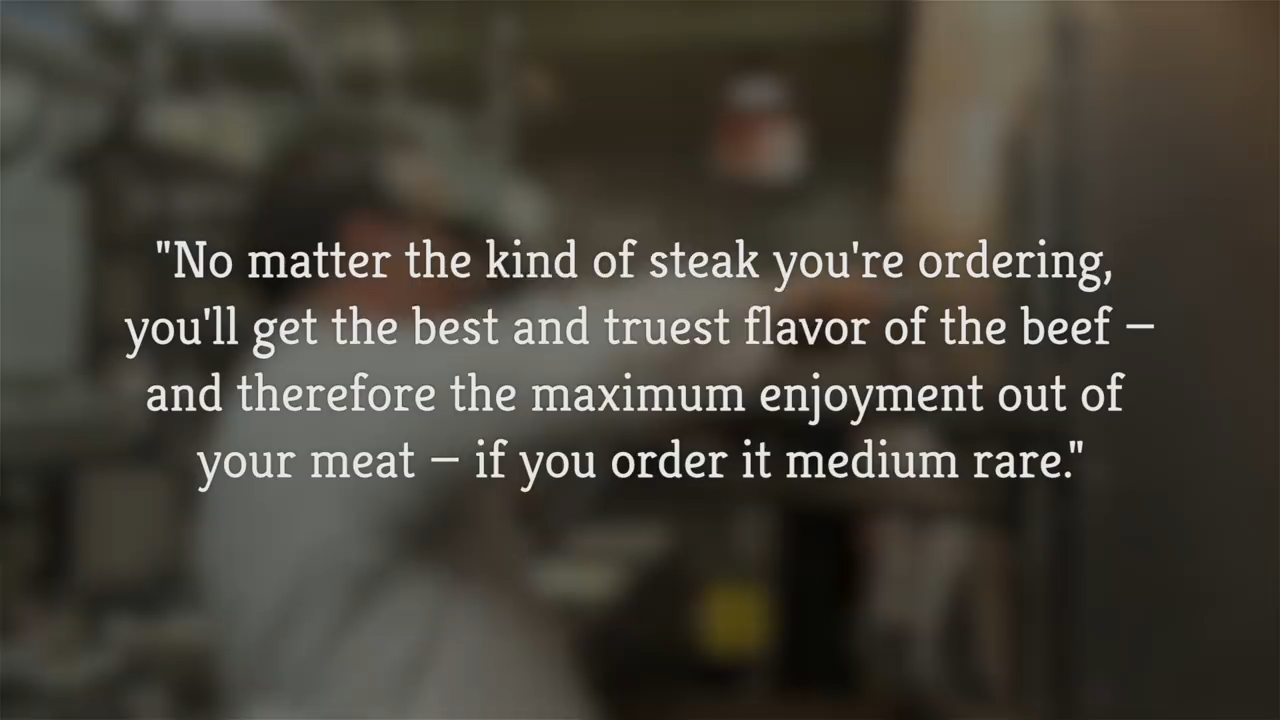 "No matter the kind of steak you're ordering,
you'll get the best and truest flavor of the beef —
and therefore the maximum enjoyment out of
your meat — if you order it medium rare."